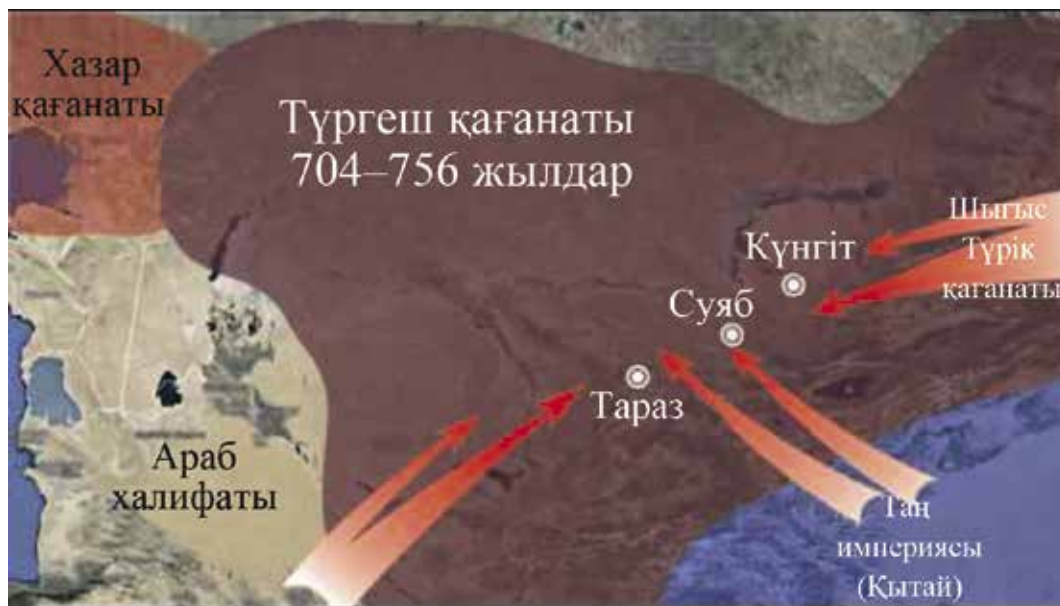 Хазар
қағанаты
Түргеш қағанаты
704–756 жылдар
Шығыс
Түрік
қағанаты
Күнгіт
Суяб
Тараз
Араб
халифаты
Таң
империясы
(Қытай)